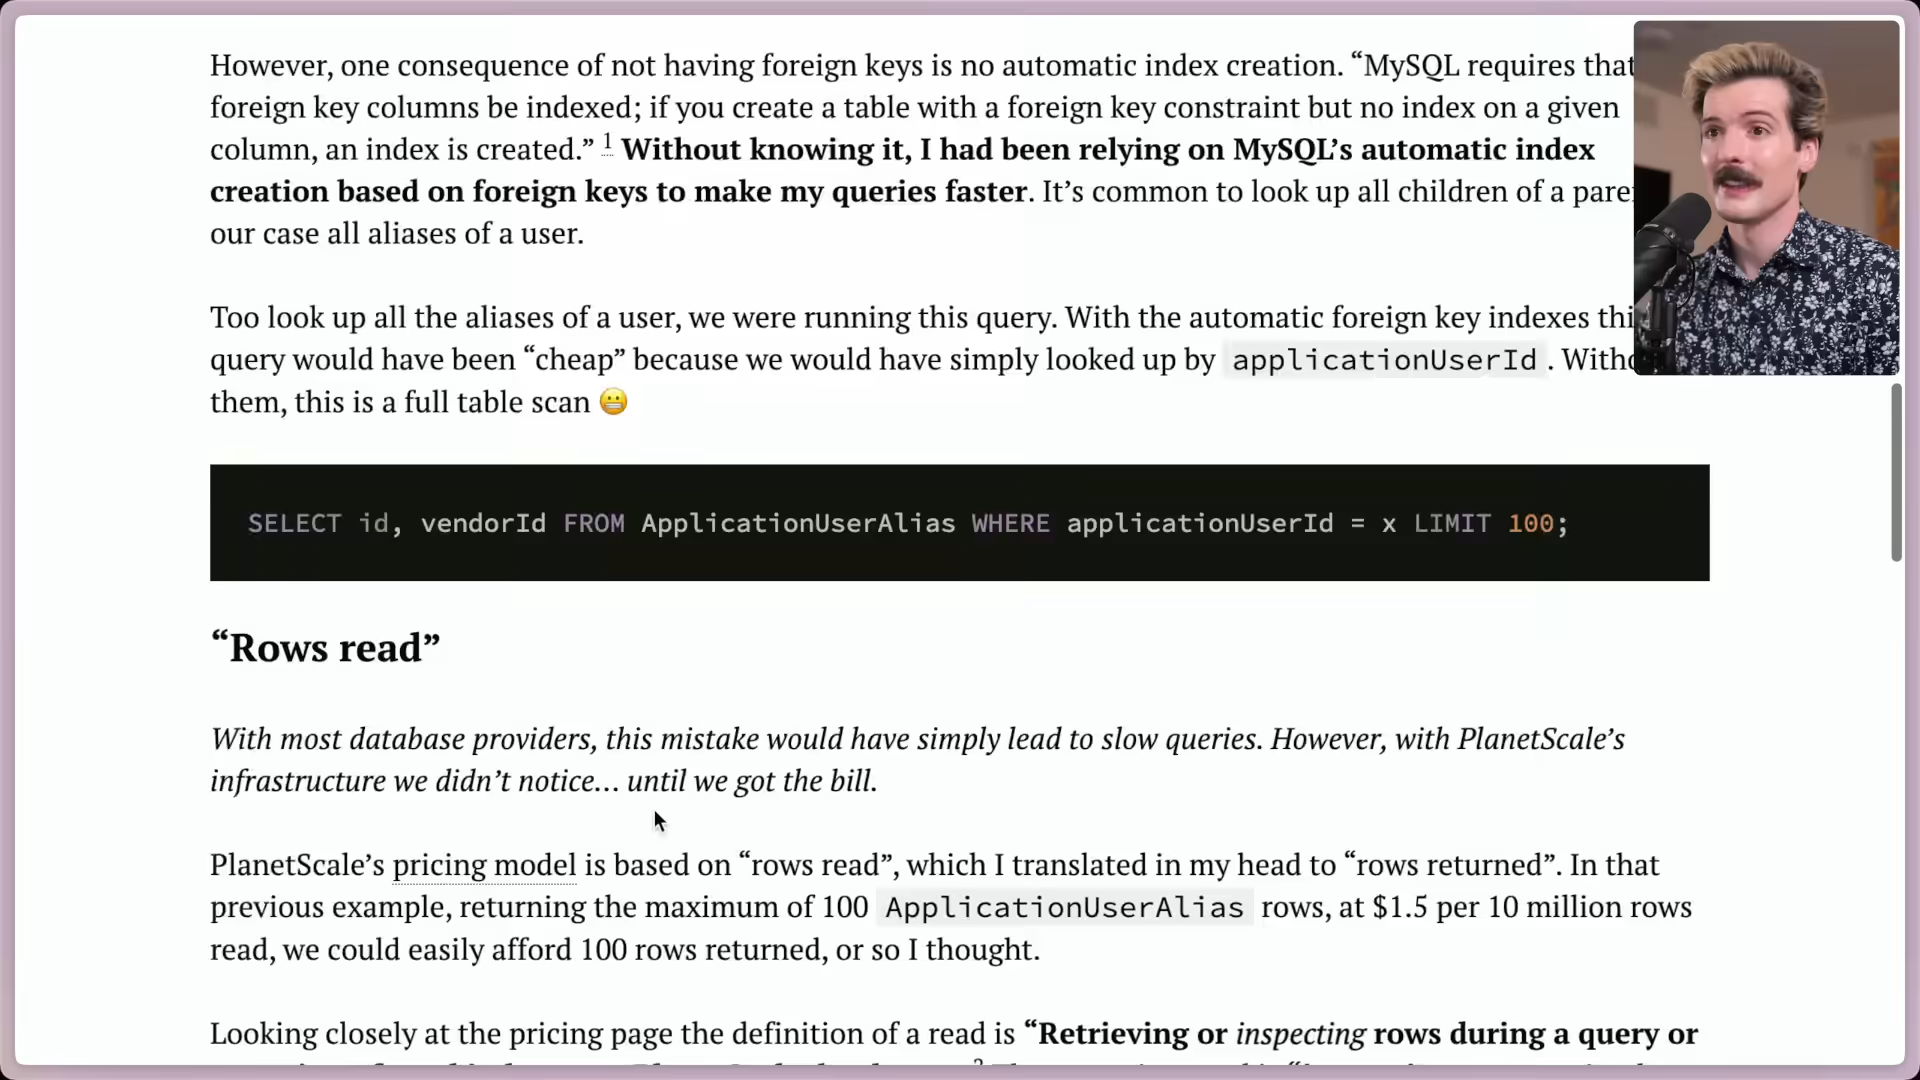 However, one consequence of not having foreign keys is no automatic index creation. “MySQL requires that
foreign key columns be indexed; if you create a table with a foreign key constraint but no index on a given
column, an index is created.” 1 Without knowing it, I had been relying on MySQL’s automatic index
creation based on foreign keys to make my queries faster. It’s common to look up all children of a
our case all aliases of a user.
Too look up all the aliases of a user, we were running this query. With the automatic foreign key indexes
query would have been “cheap” because we would have simply looked up by applicationUserId.
them, this is a full table scan 😬
SELECT id, vendorId FROM ApplicationUserAlias WHERE applicationUserId = x LIMIT 100;
“Rows read”
With most database providers, this mistake would have simply lead to slow queries. However, with PlanetScale’s
infrastructure we didn’t notice… until we got the bill.
PlanetScale’s pricing model is based on “rows read”, which I translated in my head to “rows returned”. In that
previous example, returning the maximum of 100 ApplicationUserAlias rows, at $1.5 per 10 million rows
read, we could easily afford 100 rows returned, or so I thought.
Looking closely at the pricing page the definition of a read is “Retrieving or inspecting rows during a query or